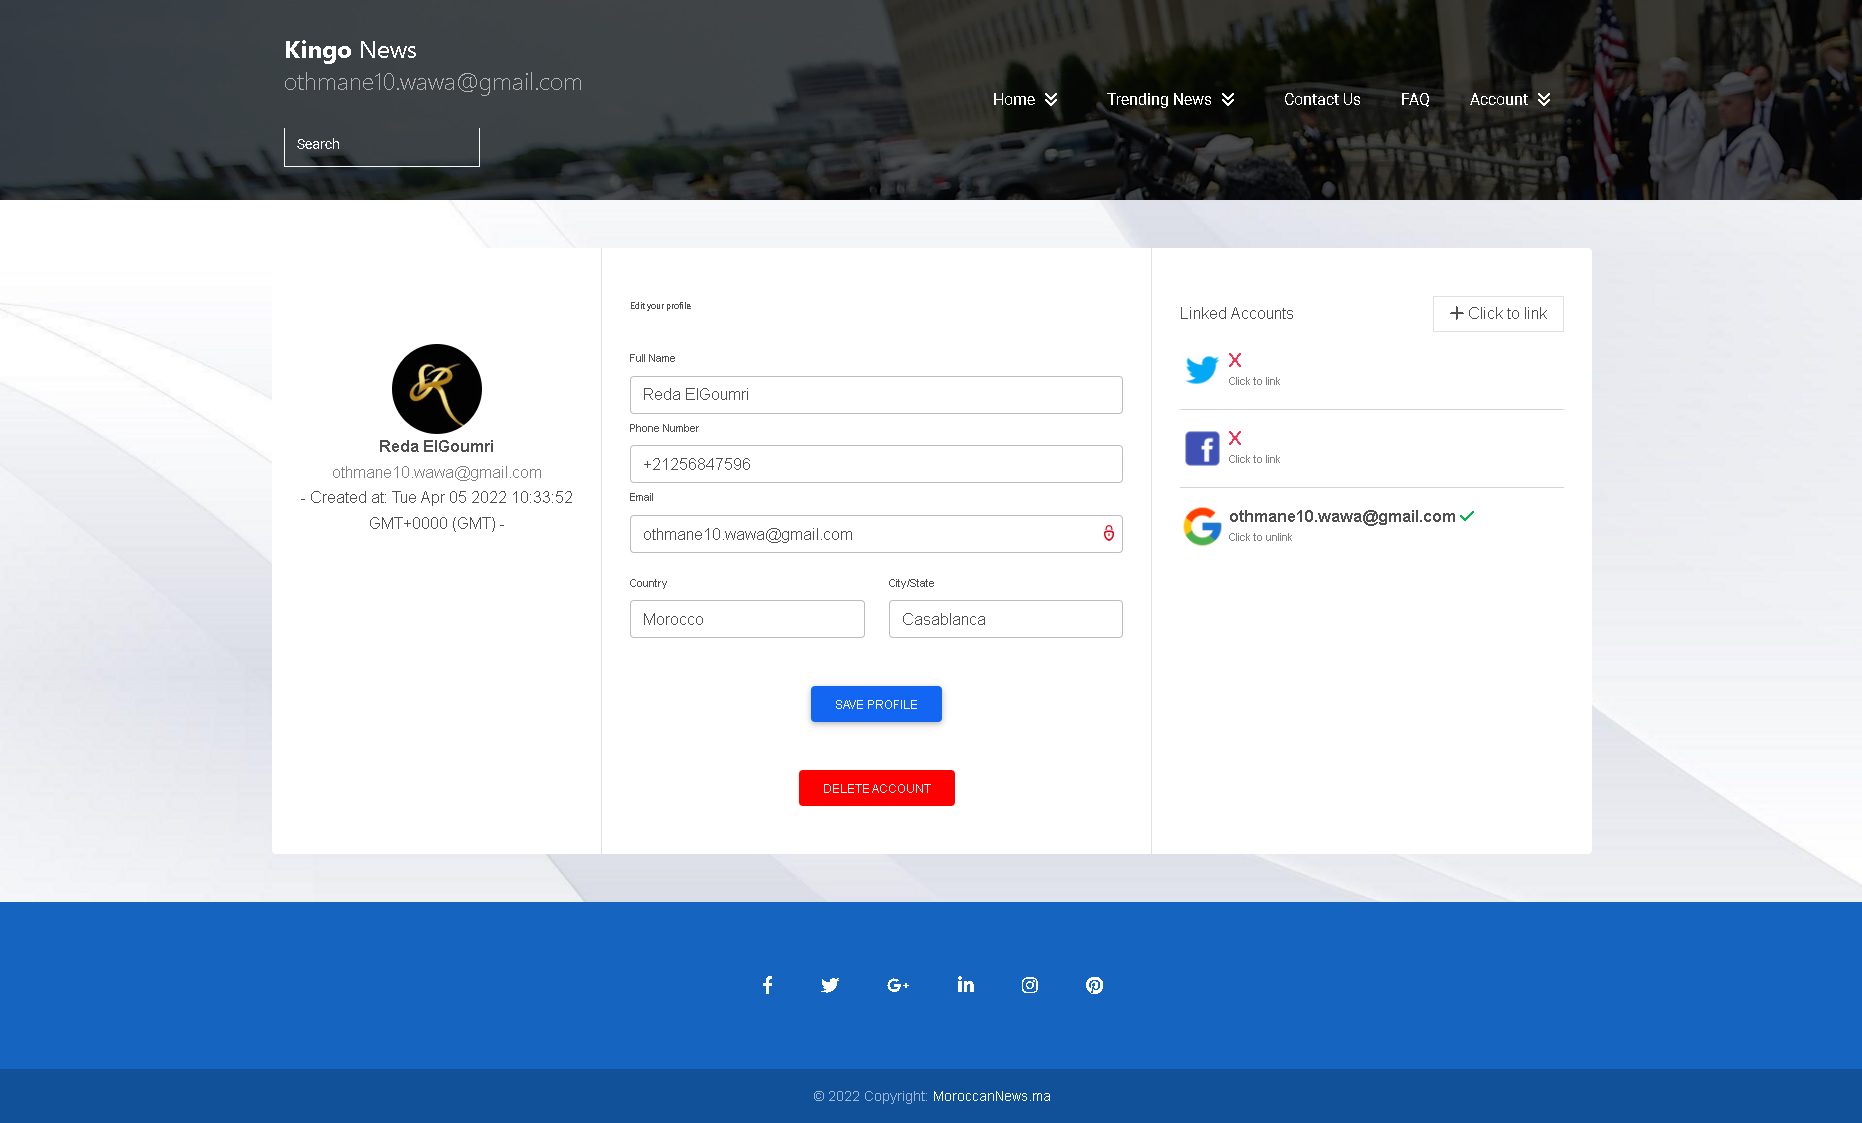 Kingo News
othmane10.wawa@gmail.com
Search
Home
Trending News
Contact Us
FAQ
Account
Reda ElGoumri
othmane10.wawa@gmail.com
- Created at: Tue Apr 05 2022 10:33:52
GMT+0000 (GMT) -
Edit your profile
Full Name
Reda ElGoumri
Phone Number
+21256847596
Email
othmane10.wawa@gmail.com
Country
City/State
Morocco
Casablanca
SAVE PROFILE
DELETE ACCOUNT
Linked Accounts
Click to link
X
Click to link
X
Click to link
othmane10.wawa@gmail.com
Click to unlink
© 2022 Copyright: MoroccanNews.ma